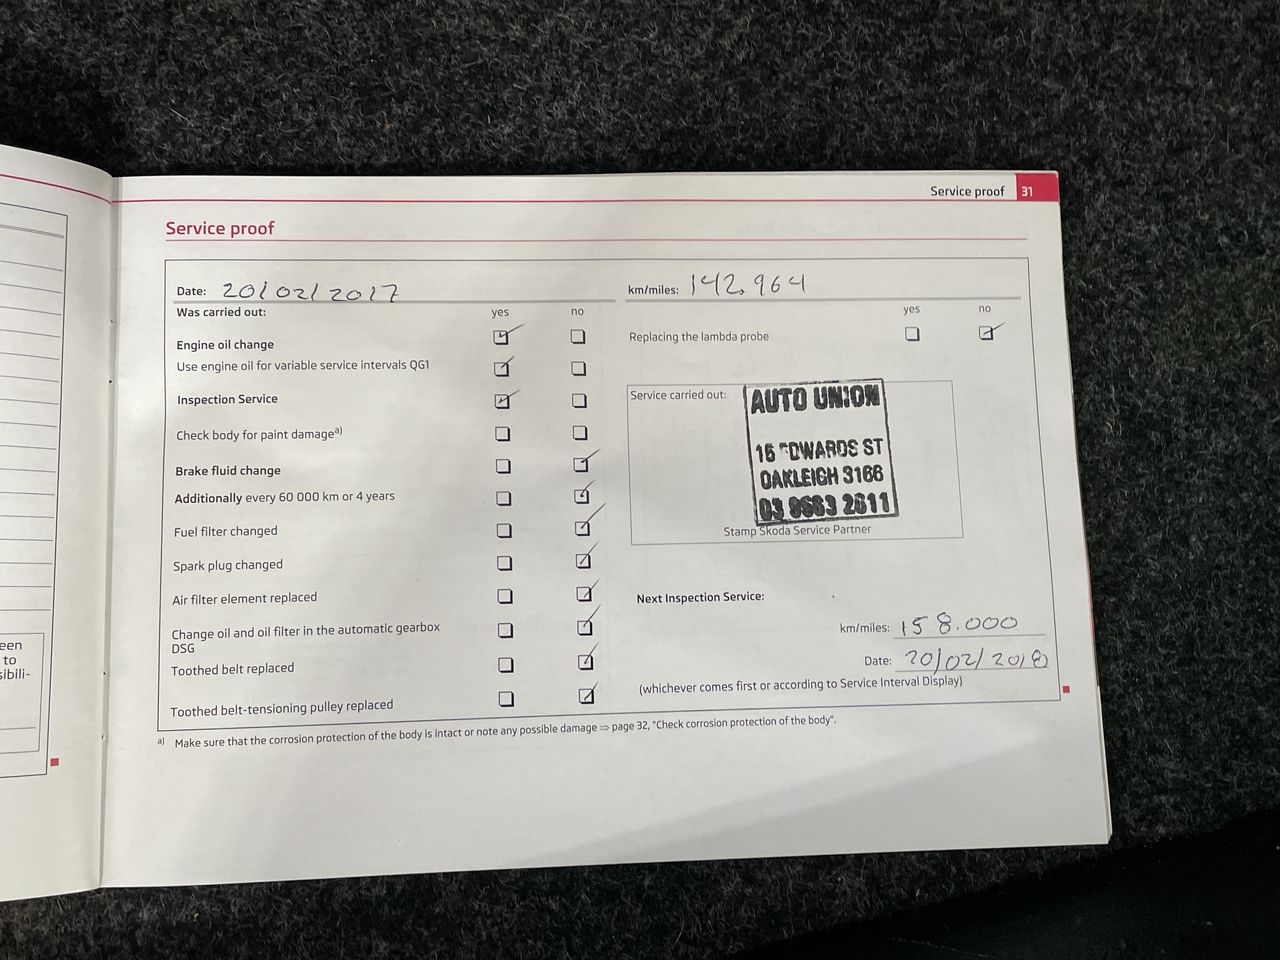 Service proof 31
Service proof
Date: 20/02/2017
km/miles: 142.964
Was carried out: yes no
Engine oil change
Use engine oil for variable service intervals QG1
Inspection Service
Check body for paint damage a)
Brake fluid change
Additionally every 60 000 km or 4 years
Fuel filter changed
Spark plug changed
Air filter element replaced
Change oil and oil filter in the automatic gearbox
DSG
Toothed belt replaced
Toothed belt-tensioning pulley replaced
yes no
Replacing the lambda probe
Service carried out:
AUTO UNION
16 EDWARDS ST
OAKLEIGH 3166
Stamp Skoda Service Partner
Next Inspection Service:
km/miles: 158.000
Date: 20/02/2018
(whichever comes first or according to Service Interval Display)
a) Make sure that the corrosion protection of the body is intact or note any possible damage ⇒ page 32, "Check corrosion protection of the body".
een
to
sibili-